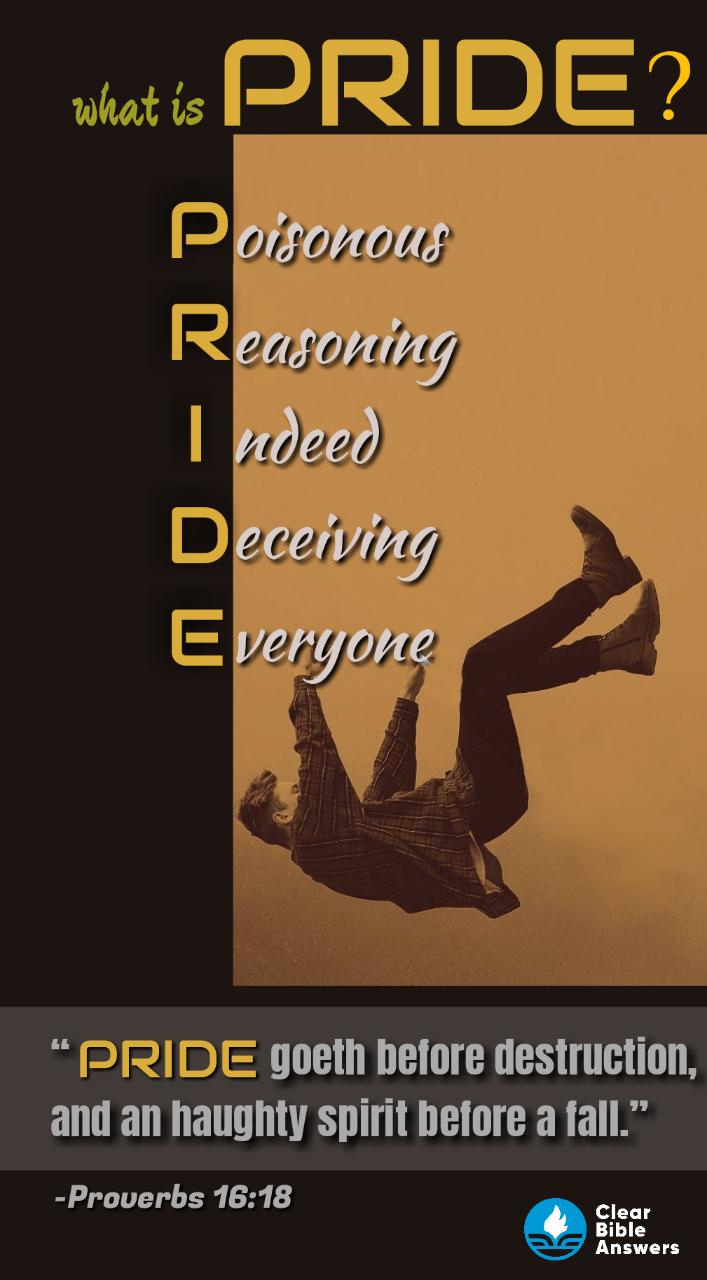 what is PRIDE?
Poisonous
Reasoning
Indeed
Deceiving
Everyone
“PRIDE goeth before destruction,
and an haughty spirit before a fall.”
-Proverbs 16:18
Clear
Bible
Answers